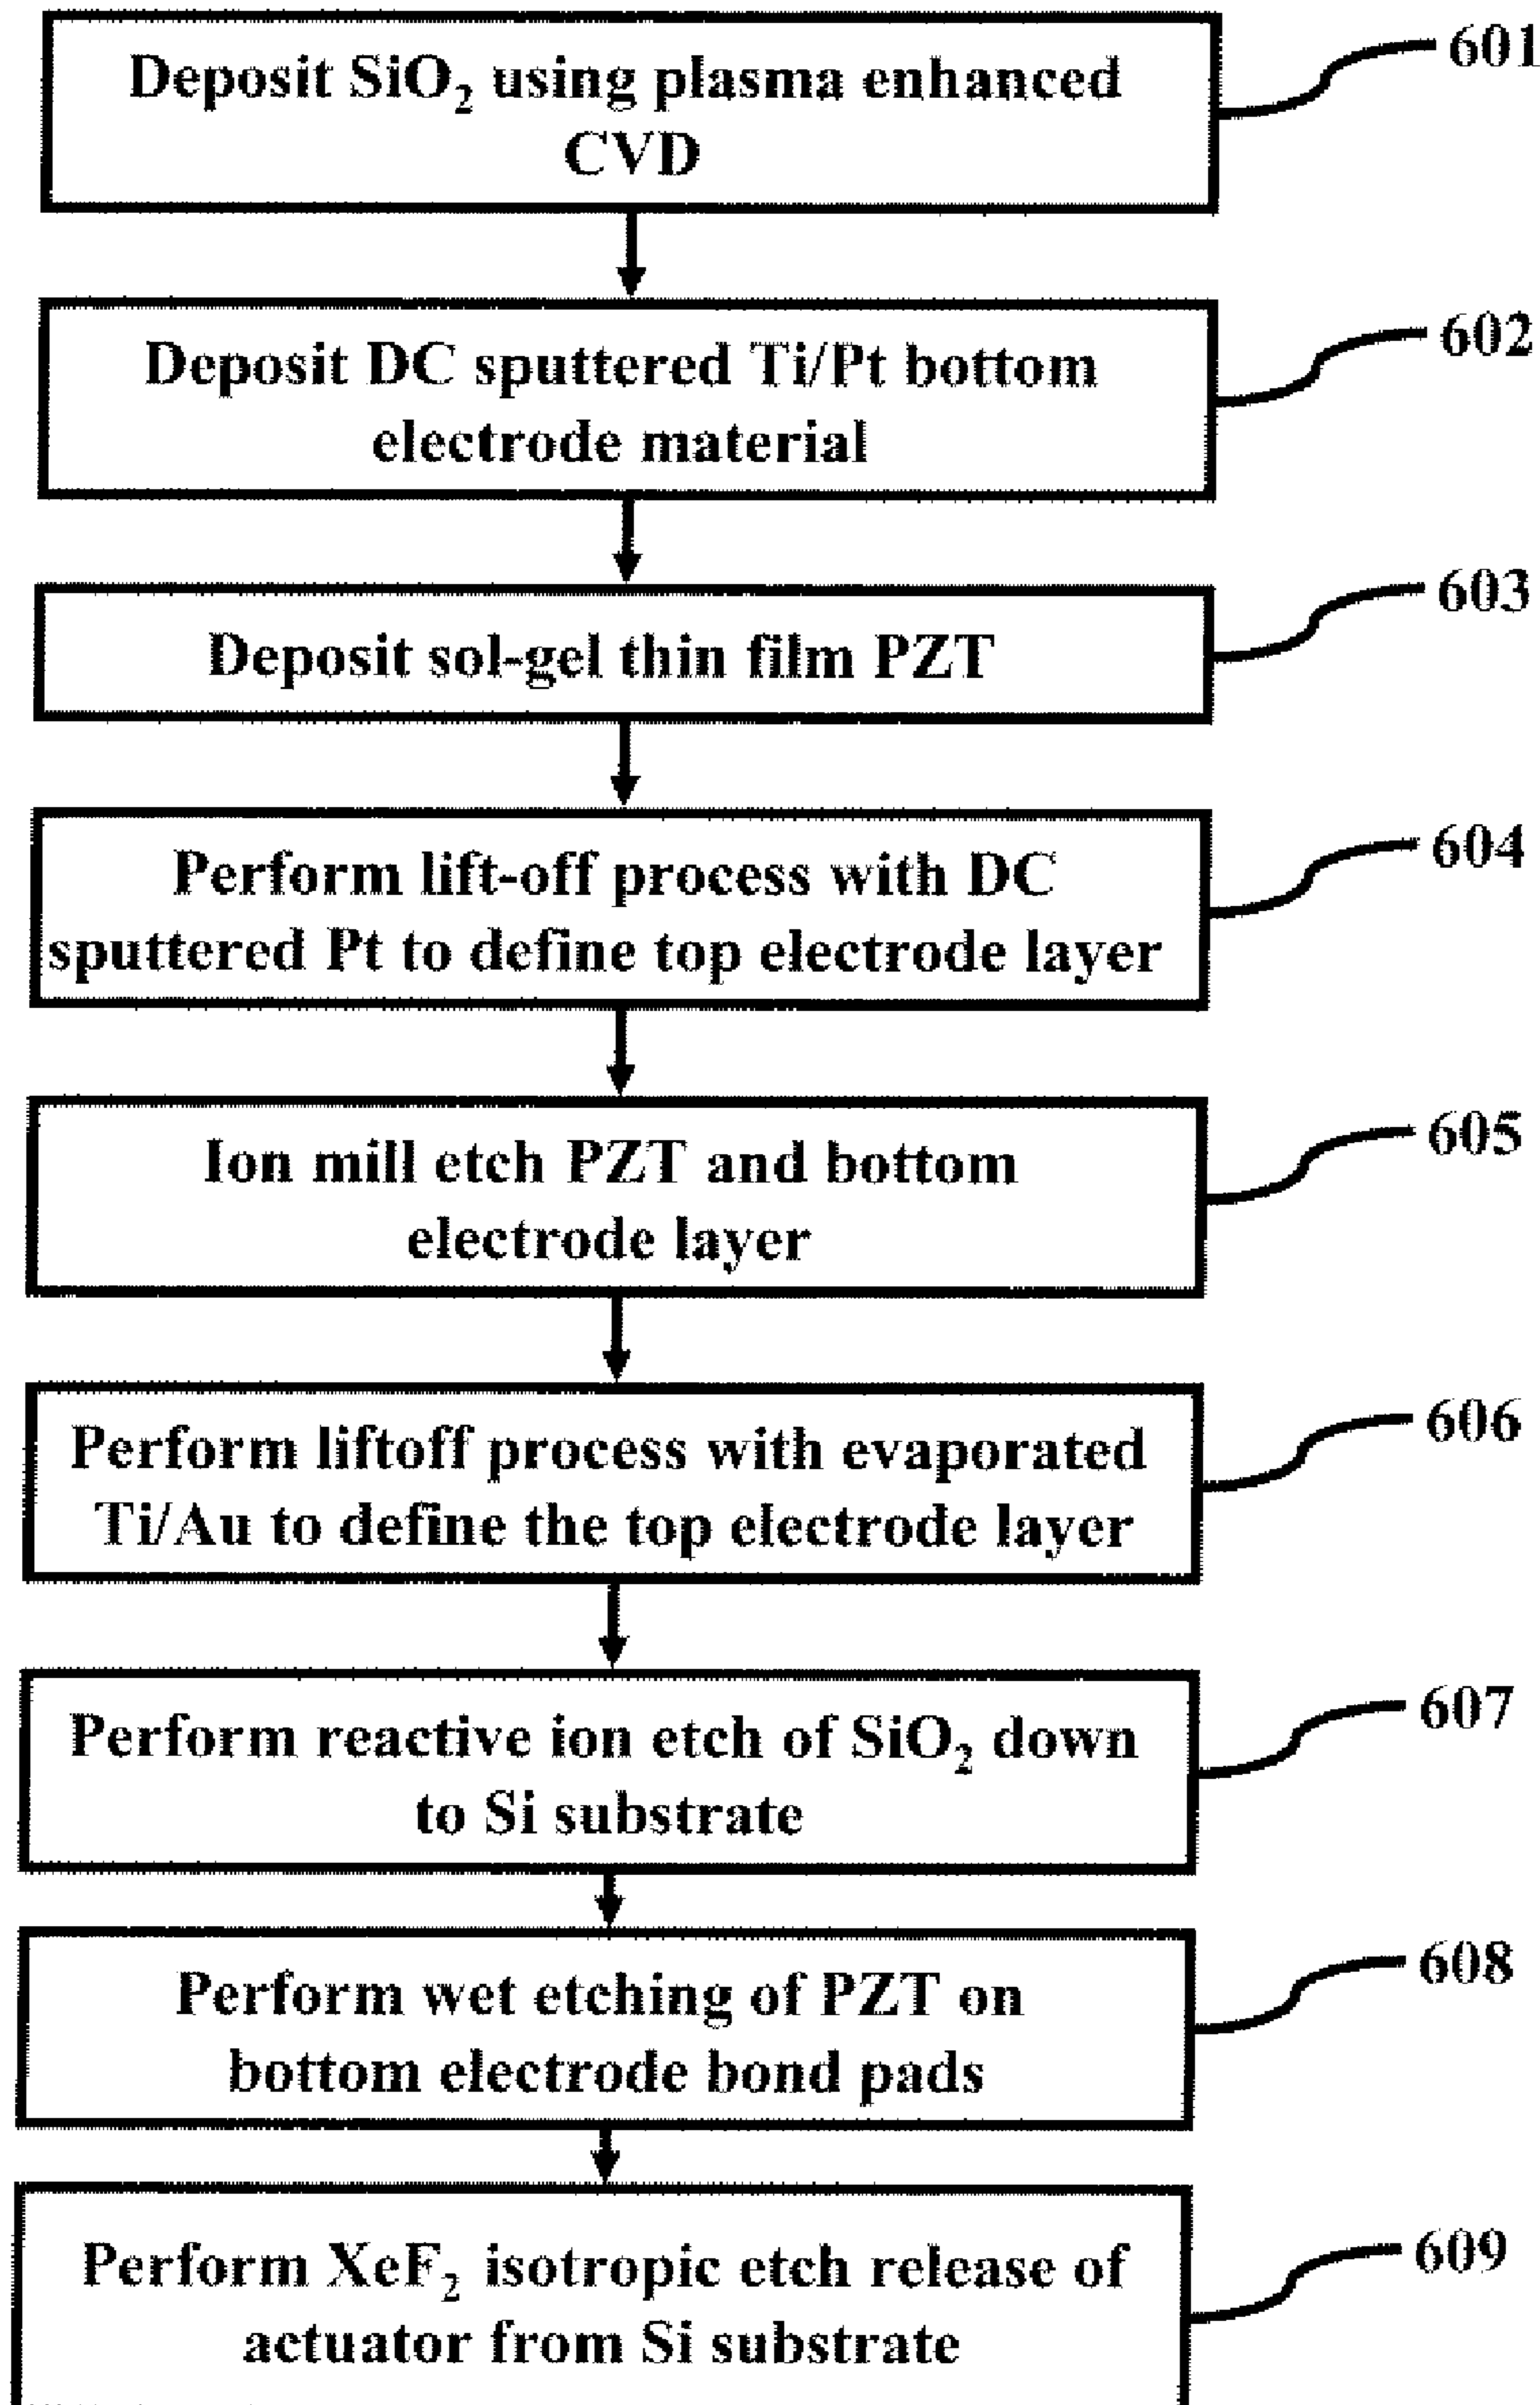 601
Deposit SiO₂ using plasma enhanced
CVD
602
Deposit DC sputtered Ti/Pt bottom
electrode material
603
Deposit sol-gel thin film PZT
604
Perform lift-off process with DC
sputtered Pt to define top electrode layer
605
Ion mill etch PZT and bottom
electrode layer
606
Perform liftoff process with evaporated
Ti/Au to define the top electrode layer
607
Perform reactive ion etch of SiO₂ down
to Si substrate
608
Perform wet etching of PZT on
bottom electrode bond pads
609
Perform XeF₂ isotropic etch release of
actuator from Si substrate